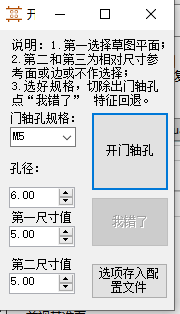 说明：1.第一选择草图平面；
2.第二和第三为相对尺寸参
考面或边或不作选择；
3.选好规格，切除出门轴孔
点“我错了” 特征回退。
门轴孔规格:
M5
开门轴孔
孔径:
6.00
第一尺寸值
5.00
我错了
第二尺寸值
5.00
选项存入配
置文件